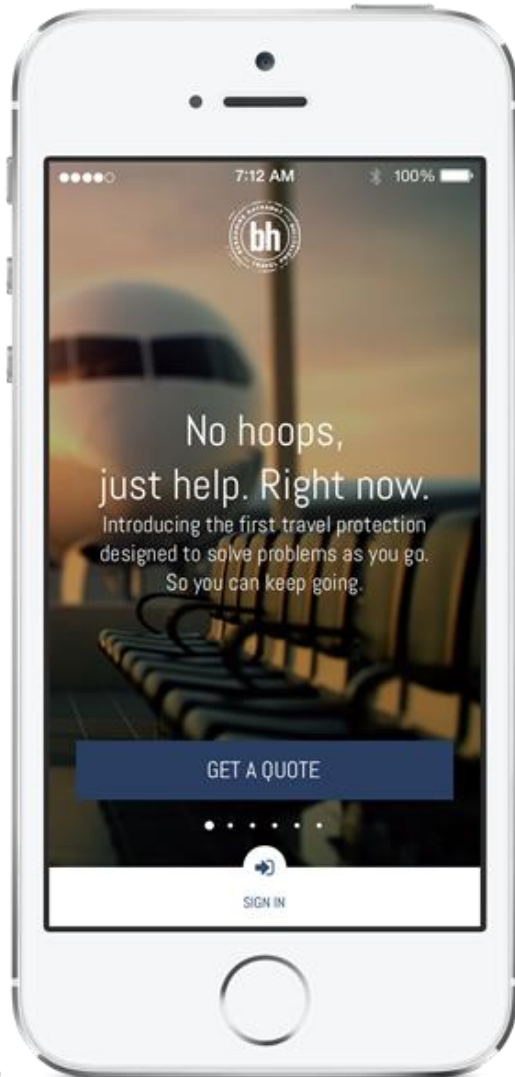 7:12 AM
100%
bh
No hoops,
just help. Right now.
Introducing the first travel protection
designed to solve problems as you go.
So you can keep going.
GET A QUOTE
SIGN IN